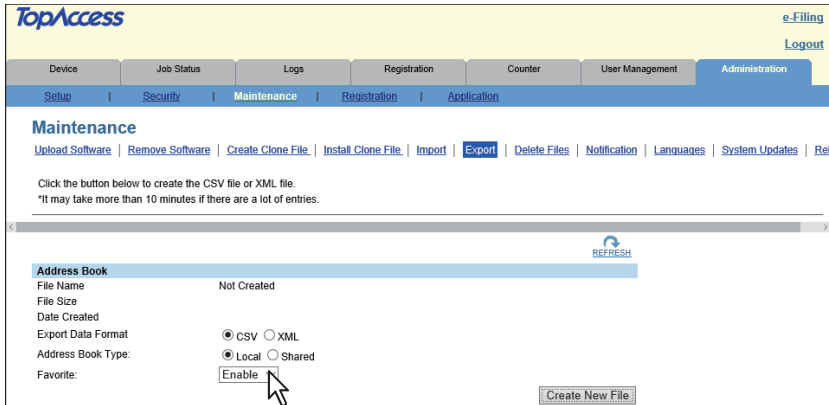 TopAccess
e-Filing
Logout
Device Job Status Logs Registration Counter User Management Administration
Setup | Security | Maintenance | Registration | Application
Maintenance
Upload Software | Remove Software | Create Clone File | Install Clone File | Import | Export | Delete Files | Notification | Languages | System Updates |
Click the button below to create the CSV file or XML file.
*It may take more than 10 minutes if there are a lot of entries.
REFRESH
Address Book
File Name Not Created
File Size
Date Created
Export Data Format CSV XML
Address Book Type: Local Shared
Favorite: Enable
Create New File